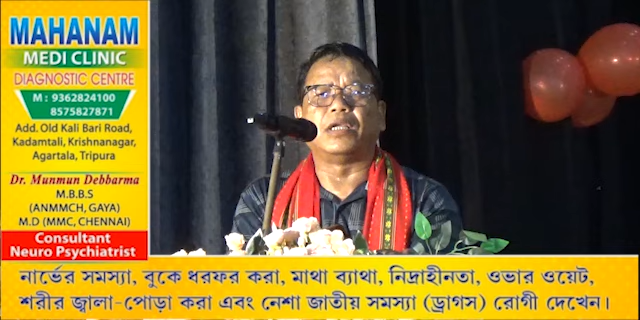 MAHANAM
MEDI CLINIC
DIAGNOSTIC CENTRE
M : 9362824100
8575827871
Add. Old Kali Bari Road,
Kadamtali, Krishnanagar,
Agartala, Tripura
Dr. Munmun Debbarma
M.B.B.S
(ANMMCH, GAYA)
M.D (MMC, CHENNAI)
Consultant
Neuro Psychiatrist
নার্ভের সমস্যা, বুকে ধরফর করা, মাথা ব্যাথা, নিদ্রাহীনতা, ওভার ওয়েট,
শরীর জ্বালা-পোড়া করা এবং নেশা জাতীয় সমস্যা (ড্রাগস) রোগী দেখেন।